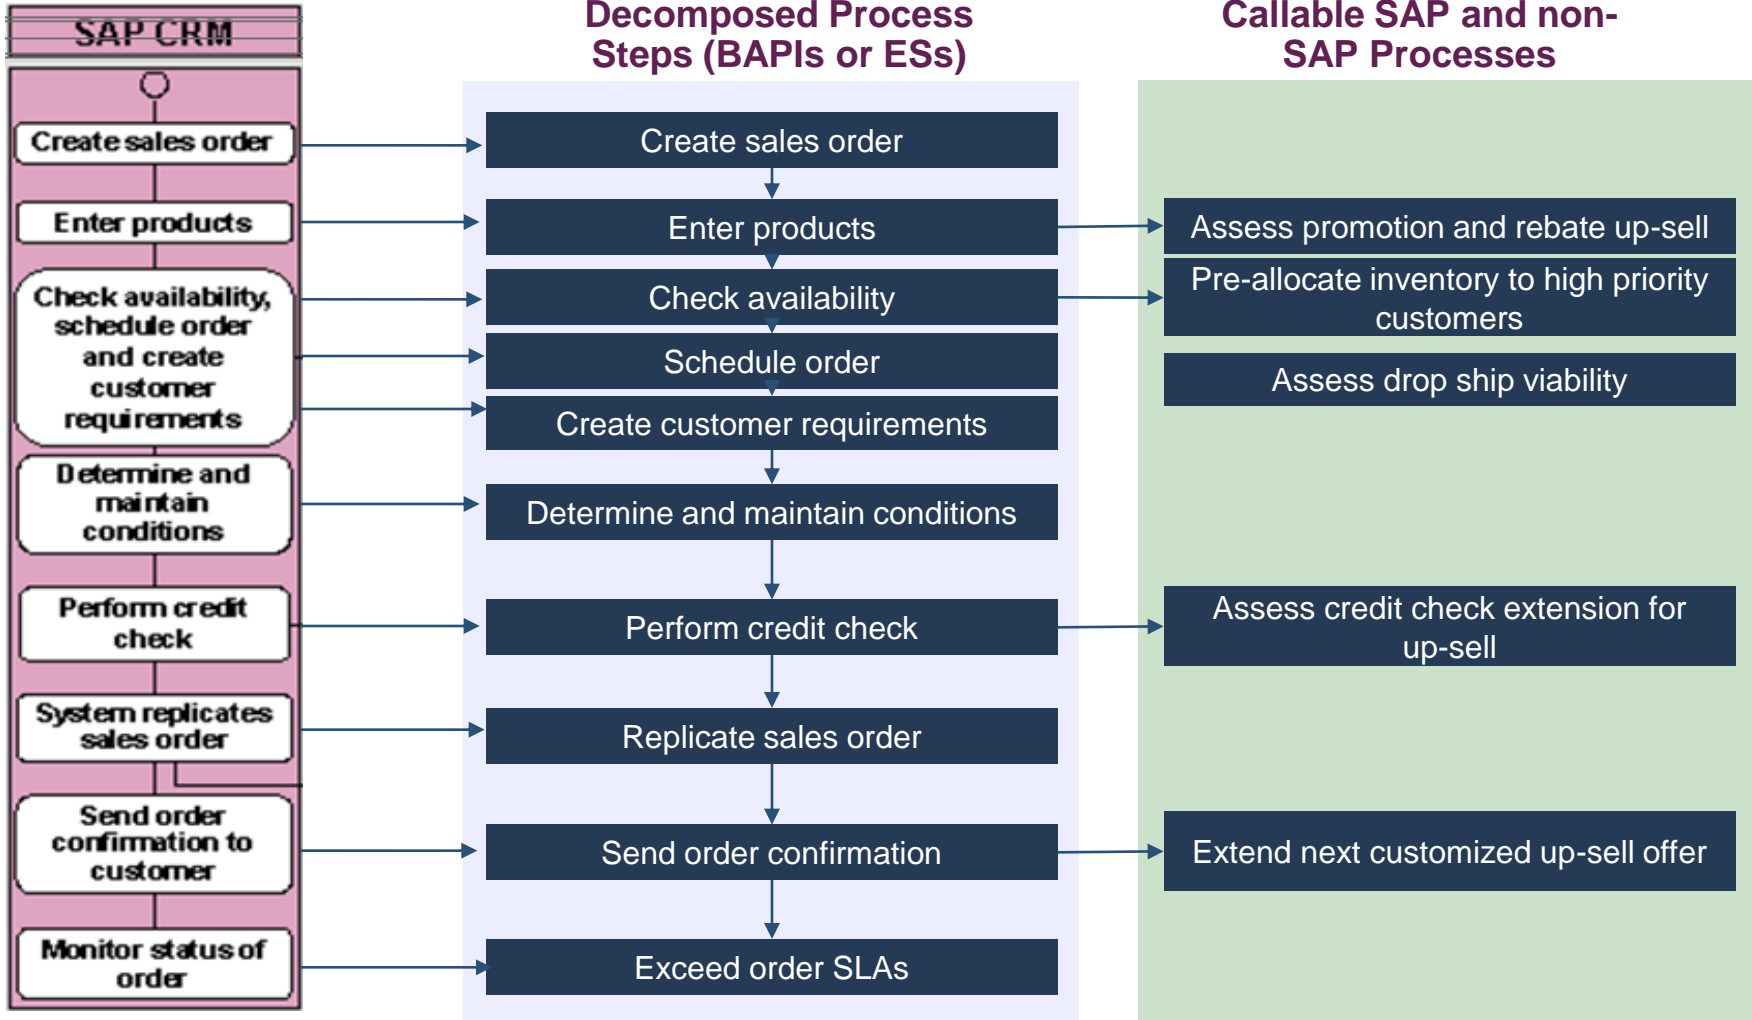 SAP CRM
Create sales order
Enter products
Check availability,
schedule order
and create
customer
requirements
Determine and
maintain
conditions
Perform credit
check
System replicates
sales order
Send order
confirmation to
customer
Monitor status of
order
Decomposed Process
Steps (BAPIs or ESs)
Create sales order
Enter products
Check availability
Schedule order
Create customer requirements
Determine and maintain conditions
Perform credit check
Replicate sales order
Send order confirmation
Exceed order SLAs
Callable SAP and non-
SAP Processes
Assess promotion and rebate up-sell
Pre-allocate inventory to high priority
customers
Assess drop ship viability
Assess credit check extension for
up-sell
Extend next customized up-sell offer